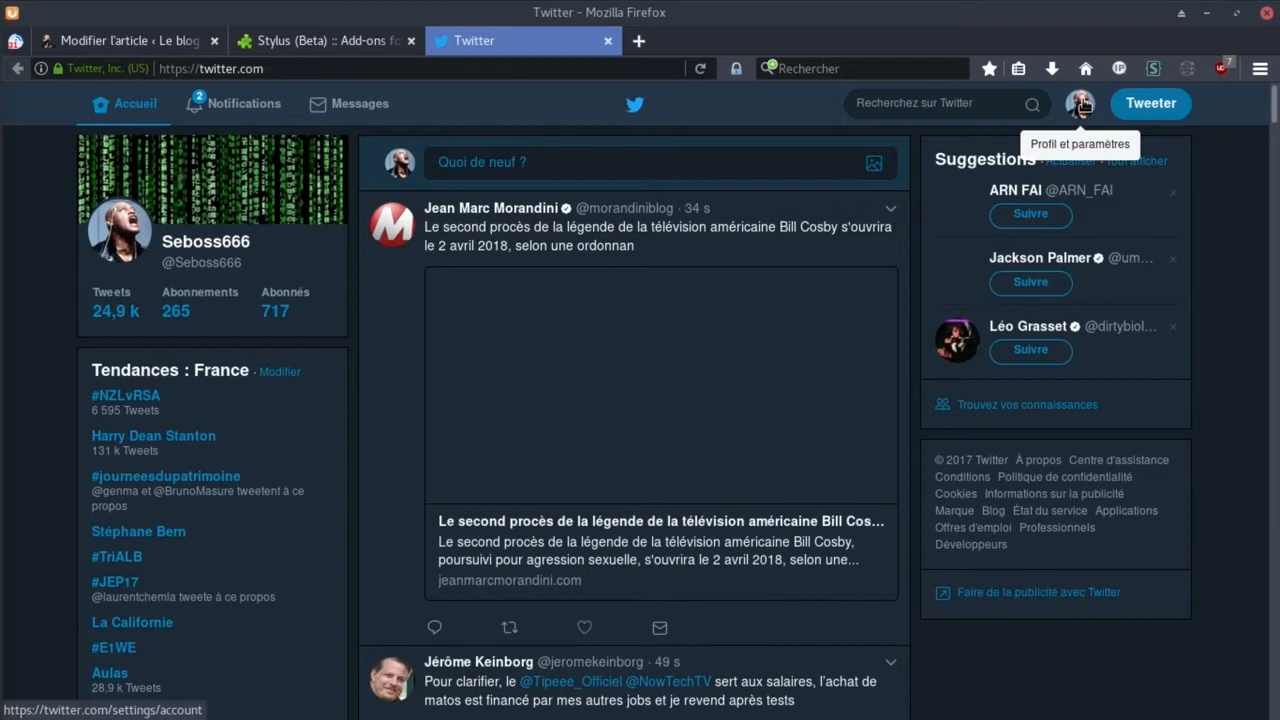 Twitter - Mozilla Firefox
31
Modifier l'article ‹ Le blog
Stylus (Beta) :: Add-ons fo
Twitter
Twitter, Inc. (US)
https://twitter.com
Rechercher
7
Accueil
2
Notifications
Messages
Recherchez sur Twitter
Tweeter
Profil et paramètres
Seboss666
@Seboss666
Tweets Abonnements Abonnés
24,9 k 265 717
Tendances : France · Modifier
#NZLvRSA
6 595 Tweets
Harry Dean Stanton
131 k Tweets
#journeesdupatrimoine
@genma et @BrunoMasure tweetent à ce
propos
Stéphane Bern
#TriALB
#JEP17
@laurentchemla tweete à ce propos
La Californie
#E1WE
Aulas
28,9 k Tweets
https://twitter.com/settings/account
Quoi de neuf ?
M
Jean Marc Morandini @morandiniblog · 34 s
Le second procès de la légende de la télévision américaine Bill Cosby s'ouvrira
le 2 avril 2018, selon une ordonnan
Le second procès de la légende de la télévision américaine Bill Cos...
Le second procès de la légende de la télévision américaine Bill Cosby,
poursuivi pour agression sexuelle, s'ouvrira le 2 avril 2018, selon une...
jeanmarcmorandini.com
Jérôme Keinborg @jeromekeinborg · 49 s
Pour clarifier, le @Tipeee_Officiel @NowTechTV sert aux salaires, l'achat de
matos est financé par mes autres jobs et je revend après tests
Suggestions · Actualiser · Tout afficher
ARN FAI @ARN_FAI
Suivre
Jackson Palmer @um...
Suivre
Léo Grasset @dirtybiol...
Suivre
Trouvez vos connaissances
© 2017 Twitter À propos Centre d'assistance
Conditions Politique de confidentialité
Cookies Informations sur la publicité
Marque Blog État du service Applications
Offres d'emploi Professionnels
Développeurs
Faire de la publicité avec Twitter